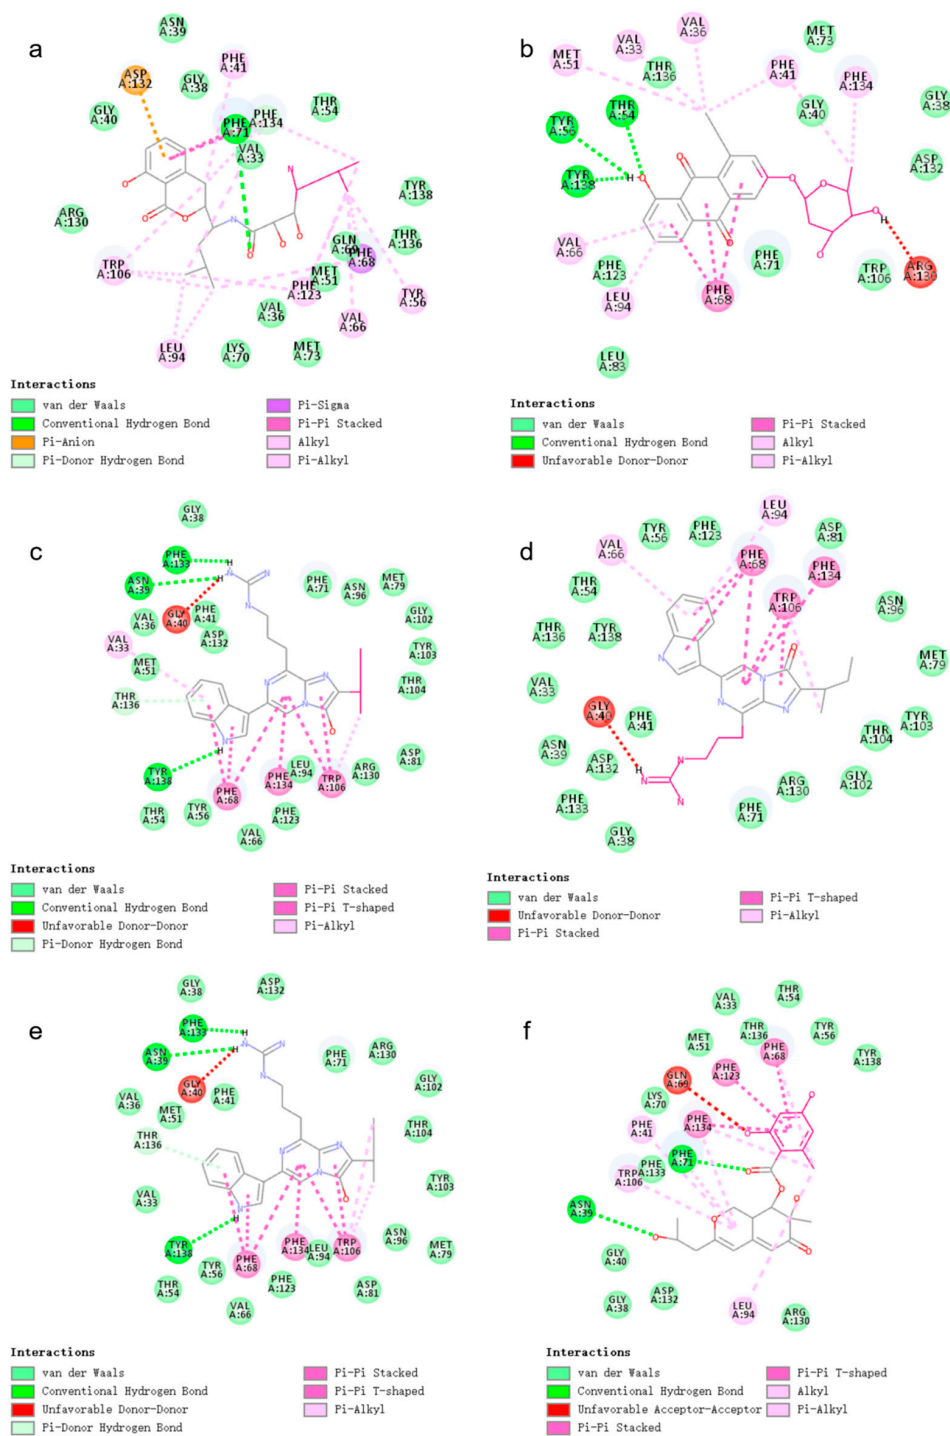 a
ASN
A:39
PHE
A:41
ASP
A:132
GLY
A:38
GLY
A:40
THR
A:54
PHE
A:71
PHE
A:134
VAL
A:33
N
TYR
A:138
ARG
A:130
HO
N
GLN
A:69
THR
A:136
PHE
A:68
TRP
A:106
MET
A:51
PHE
A:123
TYR
A:56
VAL
A:36
VAL
A:66
LEU
A:94
LYS
A:70
MET
A:73
Interactions
van der Waals
Conventional Hydrogen Bond
Pi-Anion
Pi-Donor Hydrogen Bond
Pi-Sigma
Pi-Pi Stacked
Alkyl
Pi-Alkyl
b
VAL
A:36
VAL
A:33
MET
A:73
MET
A:51
THR
A:136
PHE
A:41
PHE
A:134
GLY
A:38
THR
A:54
GLY
A:40
TYR
A:56
ASP
A:132
TYR
A:138
H
H
VAL
A:66
PHE
A:123
PHE
A:71
TRP
A:106
ARG
A:130
LEU
A:94
PHE
A:68
LEU
A:83
Interactions
van der Waals
Conventional Hydrogen Bond
Unfavorable Donor-Donor
Pi-Pi Stacked
Alkyl
Pi-Alkyl
c
GLY
A:38
PHE
A:133
ASN
A:39
GLY
A:40
PHE
A:41
VAL
A:36
ASP
A:132
VAL
A:33
MET
A:51
THR
A:136
PHE
A:71
ASN
A:96
MET
A:79
GLY
A:102
TYR
A:103
THR
A:104
ASP
A:81
TYR
A:138
PHE
A:68
PHE
A:134
LEU
A:94
TRP
A:106
ARG
A:130
THR
A:54
TYR
A:56
VAL
A:66
PHE
A:123
Interactions
van der Waals
Conventional Hydrogen Bond
Unfavorable Donor-Donor
Pi-Donor Hydrogen Bond
Pi-Pi Stacked
Pi-Pi T-shaped
Pi-Alkyl
d
LEU
A:94
TYR
A:56
PHE
A:123
ASP
A:81
VAL
A:66
PHE
A:68
PHE
A:134
THR
A:54
TRP
A:106
ASN
A:96
THR
A:136
TYR
A:138
MET
A:79
VAL
A:33
GLY
A:40
PHE
A:41
THR
A:104
TYR
A:103
ASN
A:39
ASP
A:132
ARG
A:130
GLY
A:102
PHE
A:133
PHE
A:71
GLY
A:38
Interactions
van der Waals
Unfavorable Donor-Donor
Pi-Pi Stacked
Pi-Pi T-shaped
Pi-Alkyl
e
GLY
A:38
ASP
A:132
PHE
A:133
ASN
A:39
GLY
A:40
PHE
A:41
PHE
A:71
ARG
A:130
GLY
A:102
VAL
A:36
MET
A:51
THR
A:136
THR
A:104
VAL
A:33
TYR
A:103
TYR
A:138
ASN
A:96
MET
A:79
TYR
A:56
PHE
A:68
PHE
A:134
LEU
A:94
TRP
A:106
THR
A:54
PHE
A:123
ASP
A:81
VAL
A:66
Interactions
van der Waals
Conventional Hydrogen Bond
Unfavorable Donor-Donor
Pi-Donor Hydrogen Bond
Pi-Pi Stacked
Pi-Pi T-shaped
Pi-Alkyl
f
VAL
A:33
THR
A:54
THR
A:136
TYR
A:56
MET
A:51
PHE
A:68
TYR
A:138
PHE
A:123
GLN
A:69
LYS
A:70
PHE
A:41
PHE
A:134
PHE
A:71
PHE
A:133
TRP
A:106
ASN
A:39
GLY
A:40
GLY
A:38
ASP
A:132
LEU
A:94
ARG
A:130
Interactions
van der Waals
Conventional Hydrogen Bond
Unfavorable Acceptor-Acceptor
Pi-Pi Stacked
Pi-Pi T-shaped
Alkyl
Pi-Alkyl